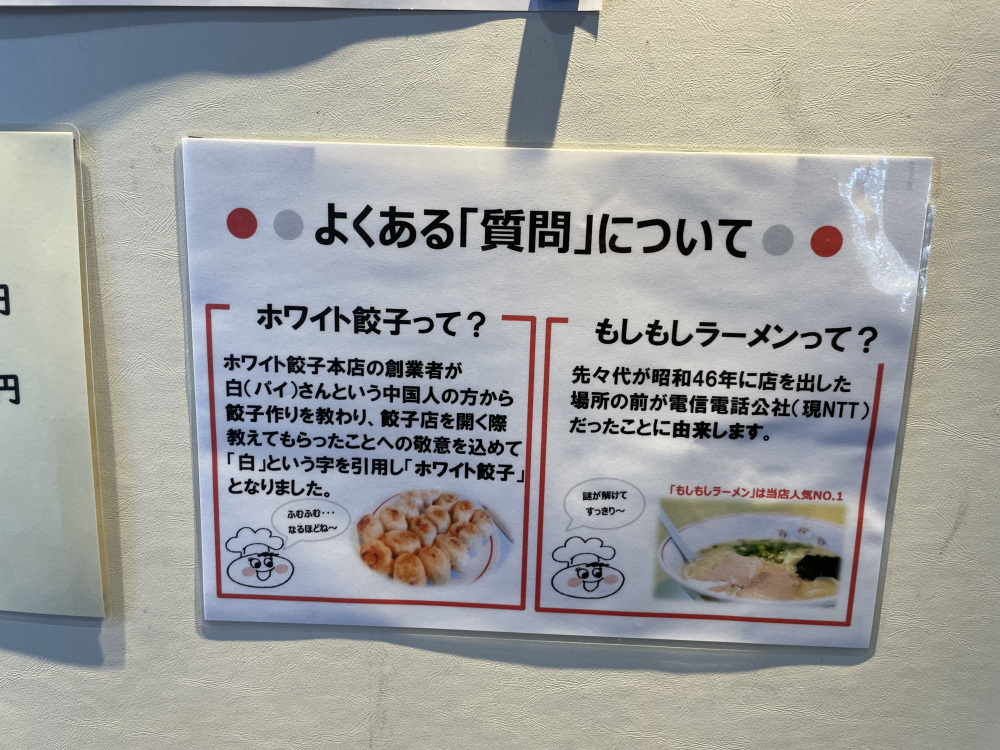 よくある「質問」について
ホワイト餃子って？
ホワイト餃子本店の創業者が
白（パイ）さんという中国人の方から
餃子作りを教わり、餃子店を開く際
教えてもらったことへの敬意を込めて
「白」という字を引用し「ホワイト餃子」
となりました。
ふむふむ・・・
なるほどね〜
もしもしラーメンって？
先々代が昭和46年に店を出した
場所の前が電信電話公社（現NTT）
だったことに由来します。
謎が解けて
すっきり〜
「もしもしラーメン」は当店人気NO.1
円
円